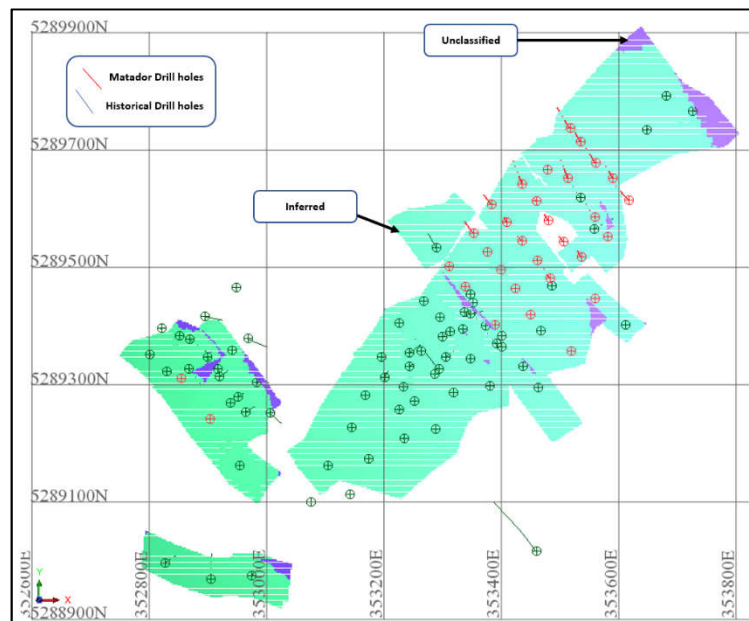 5289900N
Unclassified
Matador Drill holes
Historical Drill holes
5289700N
Inferred
5289500N
5289300N
5289100N
5288900N
352600E
352800E
353000E
353200E
353400E
353600E
Y
X